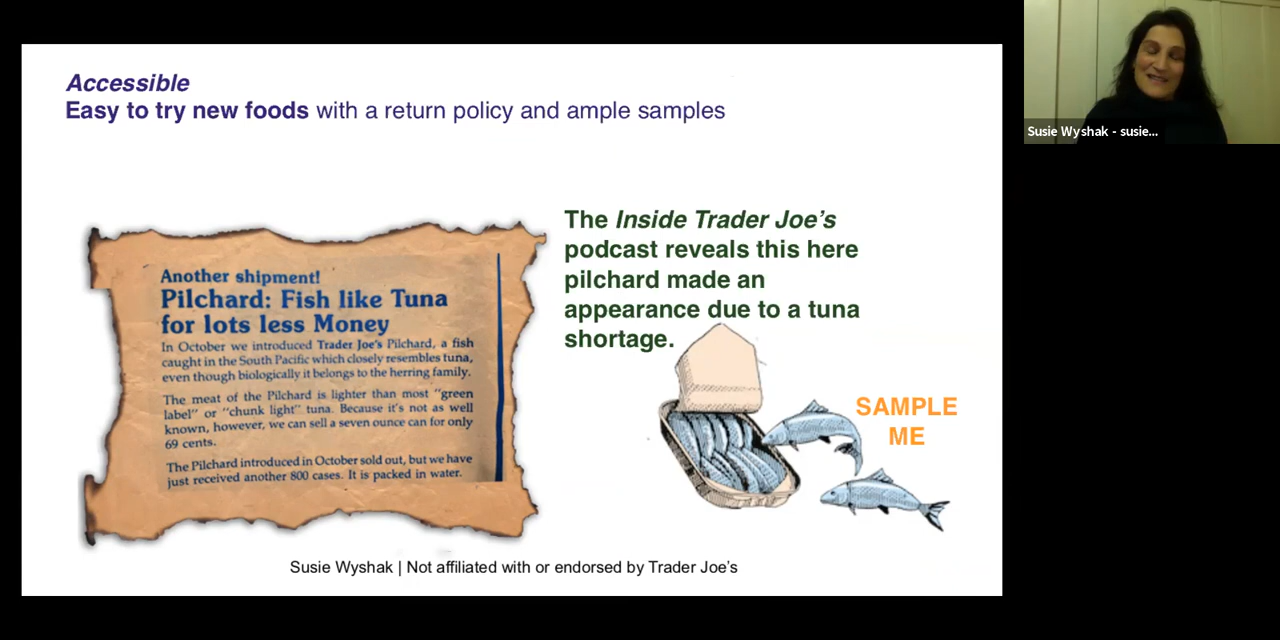 Accessible
Easy to try new foods with a return policy and ample samples
Another shipment!
Pilchard: Fish like Tuna
for lots less Money
In October we introduced Trader Joe's Pilchard, a fish
caught in the South Pacific which closely resembles tuna,
even though biologically it belongs to the herring family.
The meat of the Pilchard is lighter than most "green
label" or "chunk light" tuna. Because it's not as well
known, however, we can sell a seven ounce can for only
69 cents.
The Pilchard introduced in October sold out, but we have
just received another 800 cases. It is packed in water.
The Inside Trader Joe's
podcast reveals this here
pilchard made an
appearance due to a tuna
shortage.
SAMPLE
ME
Susie Wyshak | Not affiliated with or endorsed by Trader Joe's
Susie Wyshak - susie...